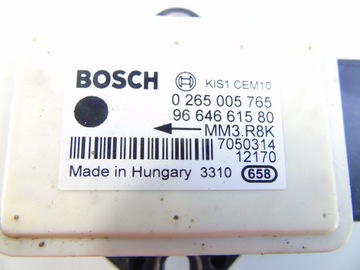 BOSCH KIS1 CEM10
0 265 005 765
96 646 615 80
MM3.R8K
7050314
12170
Made in Hungary 3310 658